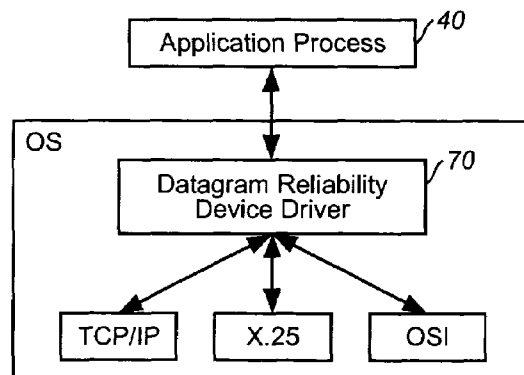 40
Application Process
OS
70
Datagram Reliability
Device Driver
TCP/IP
X.25
OSI